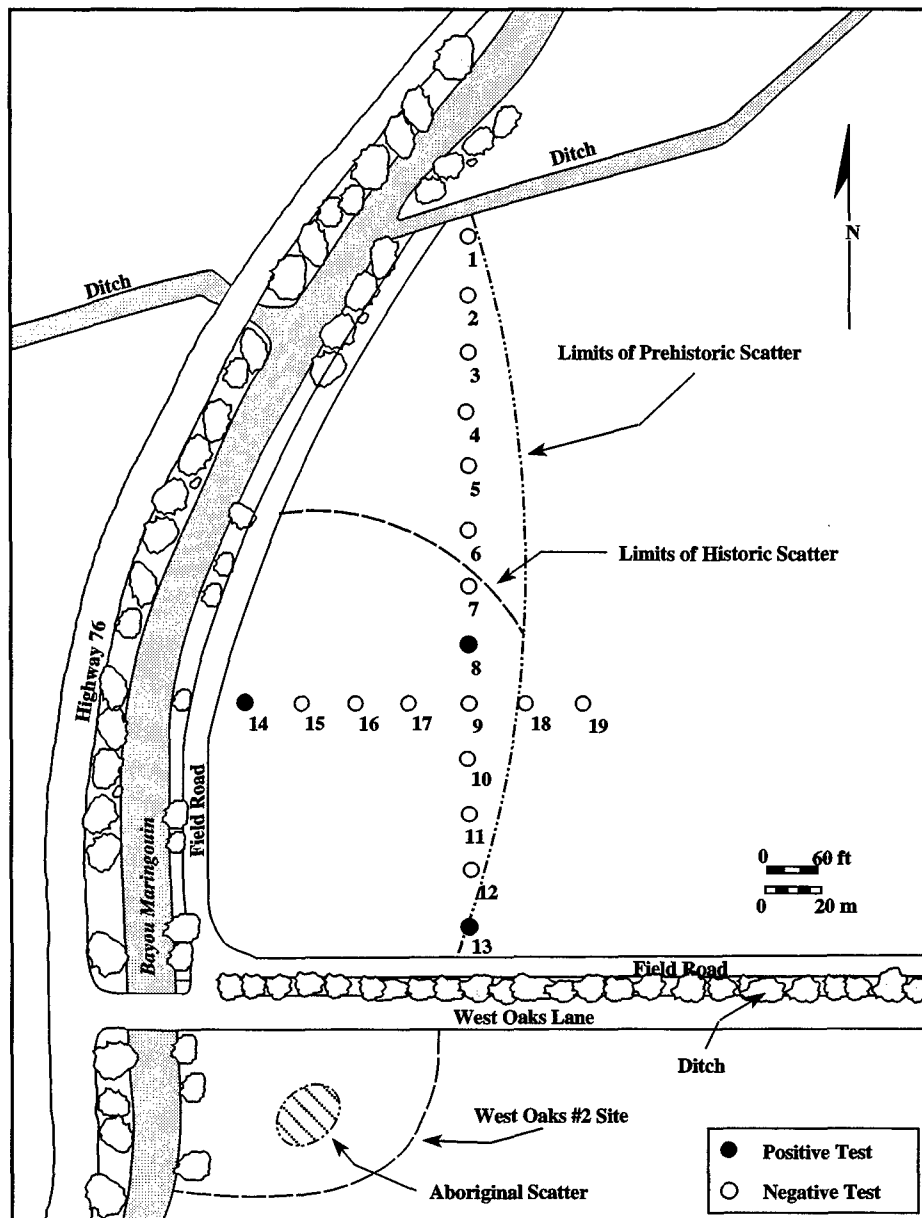 Ditch
N
1
Ditch
2
Limits of Prehistoric Scatter
3
4
5
6
Limits of Historic Scatter
7
Highway 76
8
14
15
16
17
9
18
19
10
Field Road
11
Bayou Maringouin
0 60 ft
12
0 20 m
13
Field Road
West Oaks Lane
Ditch
West Oaks #2 Site
Aboriginal Scatter
Positive Test
Negative Test